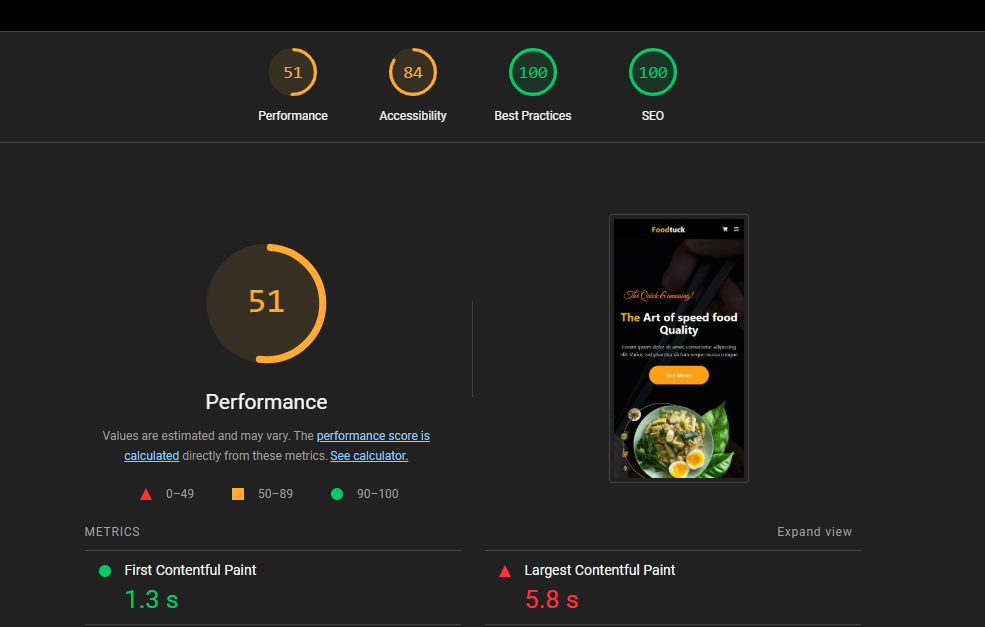 51 84 100 100
Performance Accessibility Best Practices SEO
51
Performance
Values are estimated and may vary. The performance score is
calculated directly from these metrics. See calculator.
0–49 50–89 90–100
Foodtuck
The Quick & amusing!
The Art of speed food
Quality
Lorem ipsum dolor sit amet, consectetur adipiscing
elit. Varius sed pharetra dictum neque massa congue
See Menu
METRICS Expand view
First Contentful Paint
1.3 s
Largest Contentful Paint
5.8 s